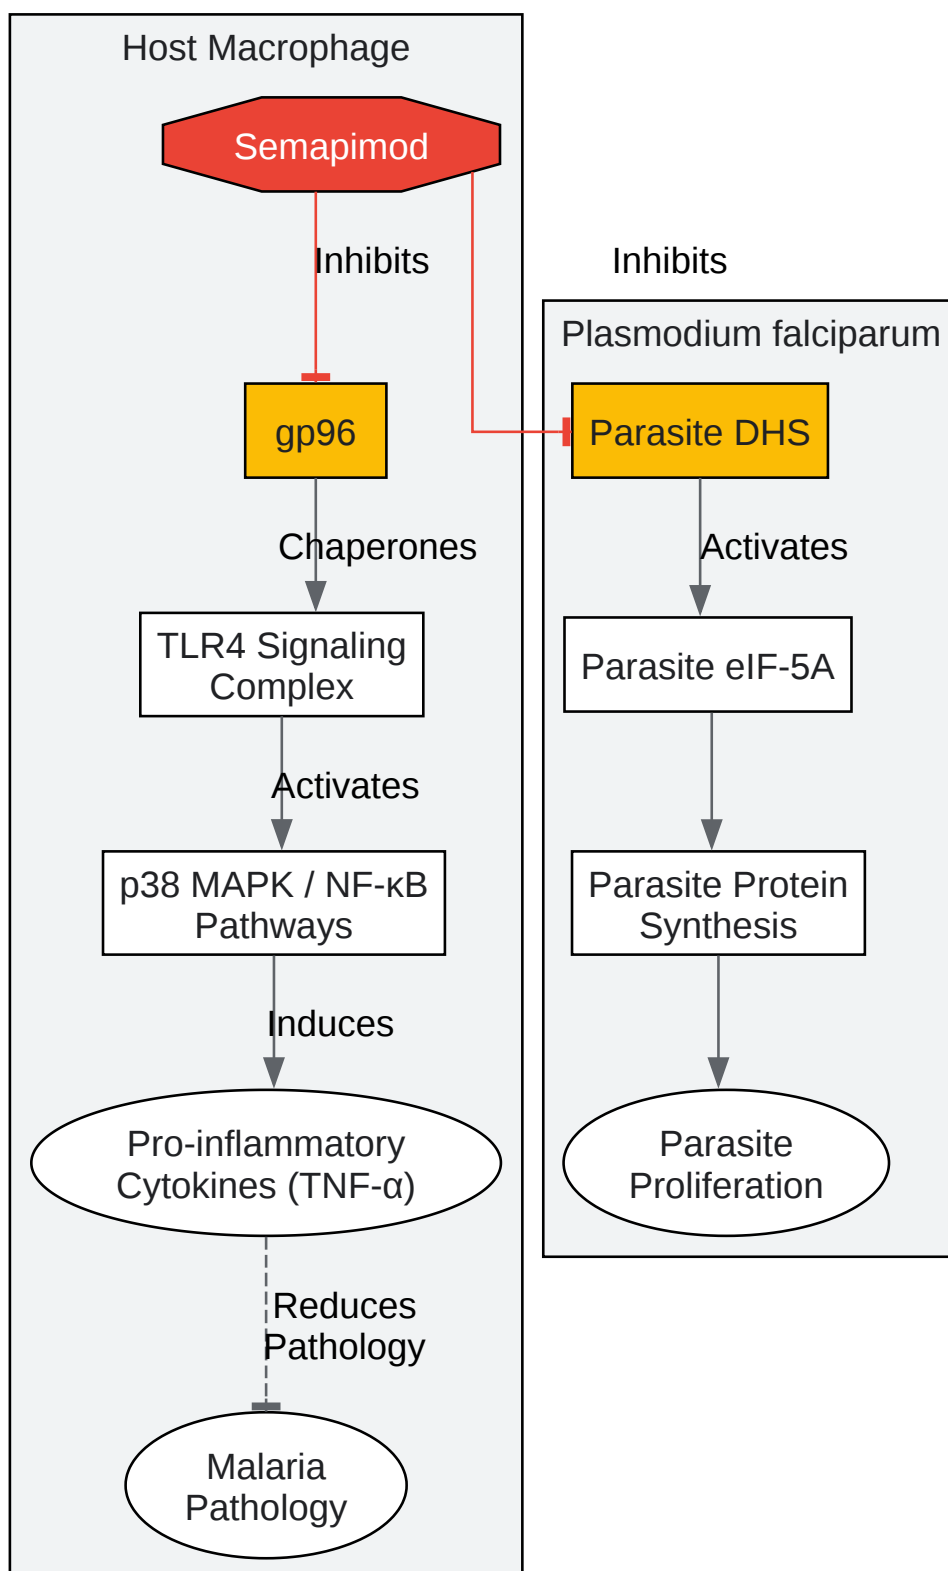 Host Macrophage
Semapimod
Inhibits
Inhibits
Plasmodium falciparum
gp96
Parasite DHS
Chaperones
Activates
TLR4 Signaling
Complex
Parasite eIF-5A
Activates
p38 MAPK / NF-κB
Pathways
Parasite Protein
Synthesis
Induces
Pro-inflammatory
Cytokines (TNF-α)
Parasite
Proliferation
Reduces
Pathology
Malaria
Pathology